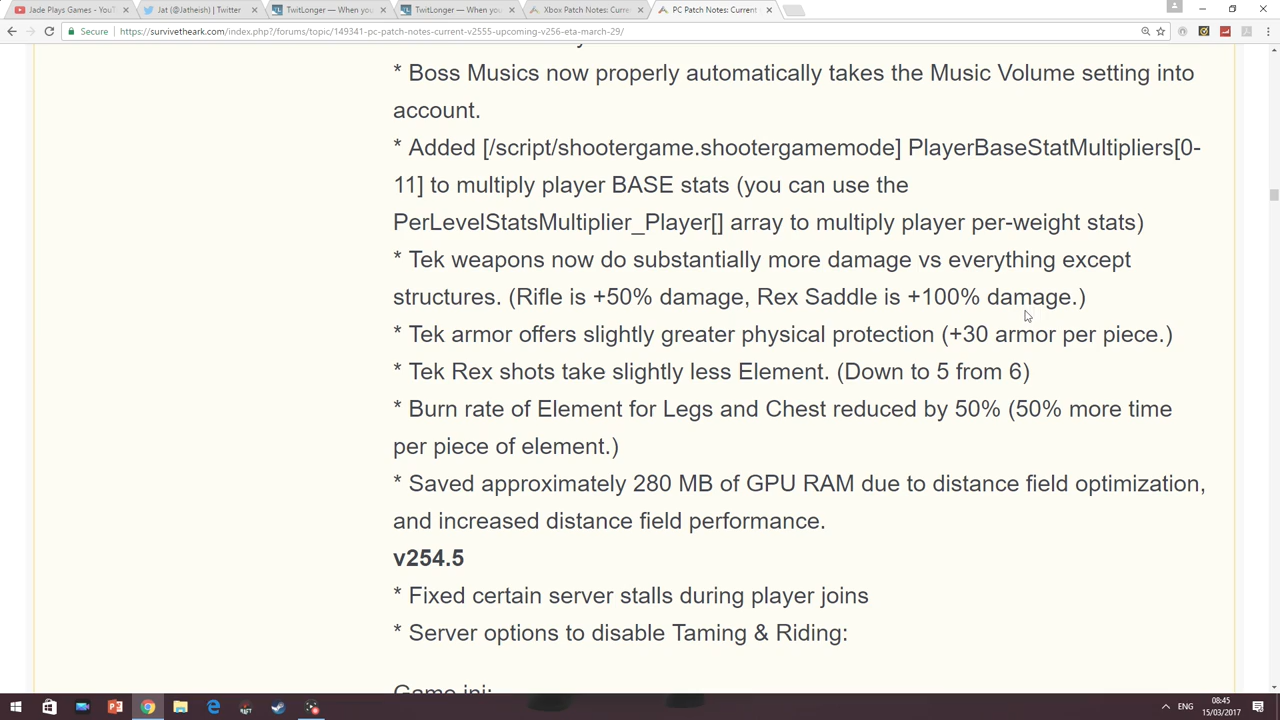 Jade Plays Games - YouT
Jat (@Jatheish) | Twitter
TwitLonger — When you
TwitLonger — When you
Xbox Patch Notes: Curre
PC Patch Notes: Current
Secure
https://survivetheark.com/index.php?/forums/topic/149341-pc-patch-notes-current-v2555-upcoming-v256-eta-march-29/
* Boss Musics now properly automatically takes the Music Volume setting into
account.
* Added [/script/shootergame.shootergamemode] PlayerBaseStatMultipliers[0-
11] to multiply player BASE stats (you can use the
PerLevelStatsMultiplier_Player[] array to multiply player per-weight stats)
* Tek weapons now do substantially more damage vs everything except
structures. (Rifle is +50% damage, Rex Saddle is +100% damage.)
* Tek armor offers slightly greater physical protection (+30 armor per piece.)
* Tek Rex shots take slightly less Element. (Down to 5 from 6)
* Burn rate of Element for Legs and Chest reduced by 50% (50% more time
per piece of element.)
* Saved approximately 280 MB of GPU RAM due to distance field optimization,
and increased distance field performance.
v254.5
* Fixed certain server stalls during player joins
* Server options to disable Taming & Riding:
Game ini:
ENG
08:45
15/03/2017